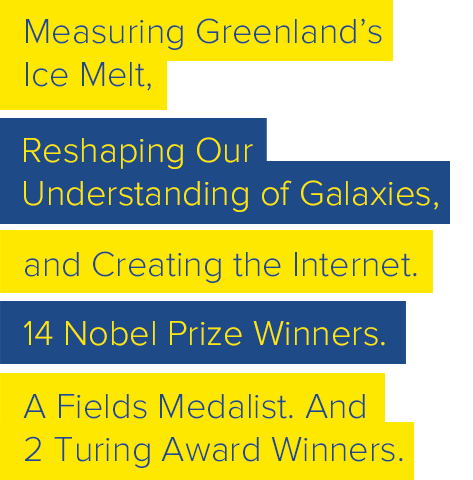 Measuring Greenland’s
Ice Melt,
Reshaping Our
Understanding of Galaxies,
and Creating the Internet.
14 Nobel Prize Winners.
A Fields Medalist. And
2 Turing Award Winners.